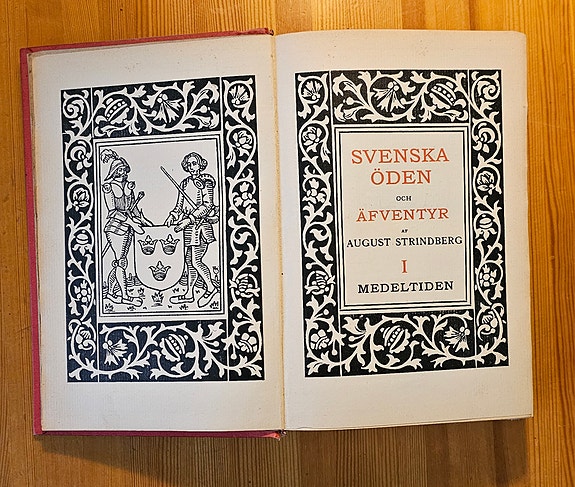 SVENSKA
ÖDEN
OCH
ÄFVENTYR
AF
AUGUST STRINDBERG
I
MEDELTIDEN